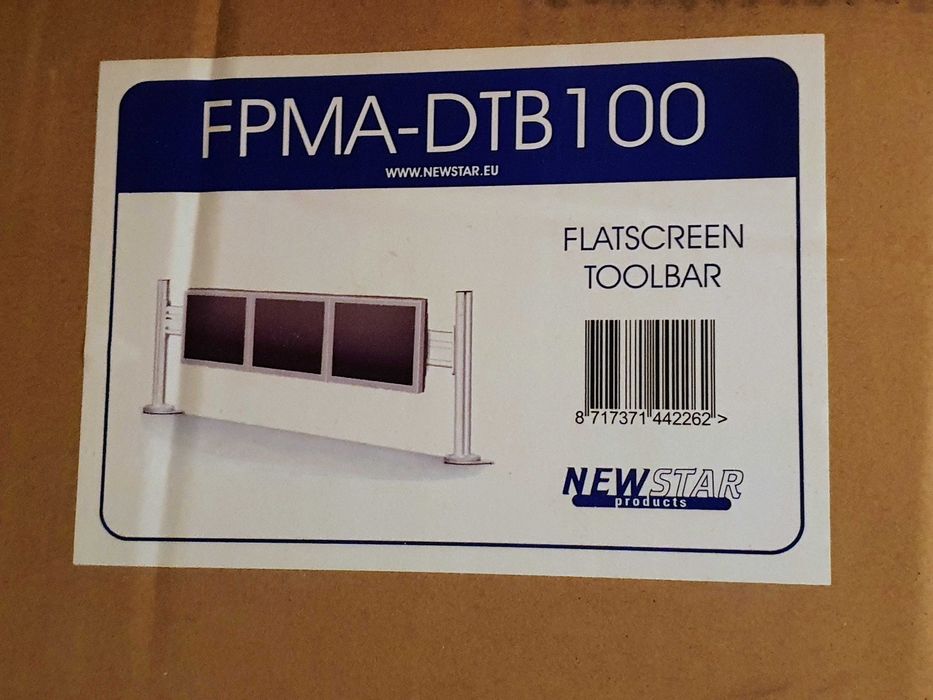 FPMA-DTB100
WWW.NEWSTAR.EU
FLATSCREEN
TOOLBAR
8 717371 442262 >
NEWSTAR
products